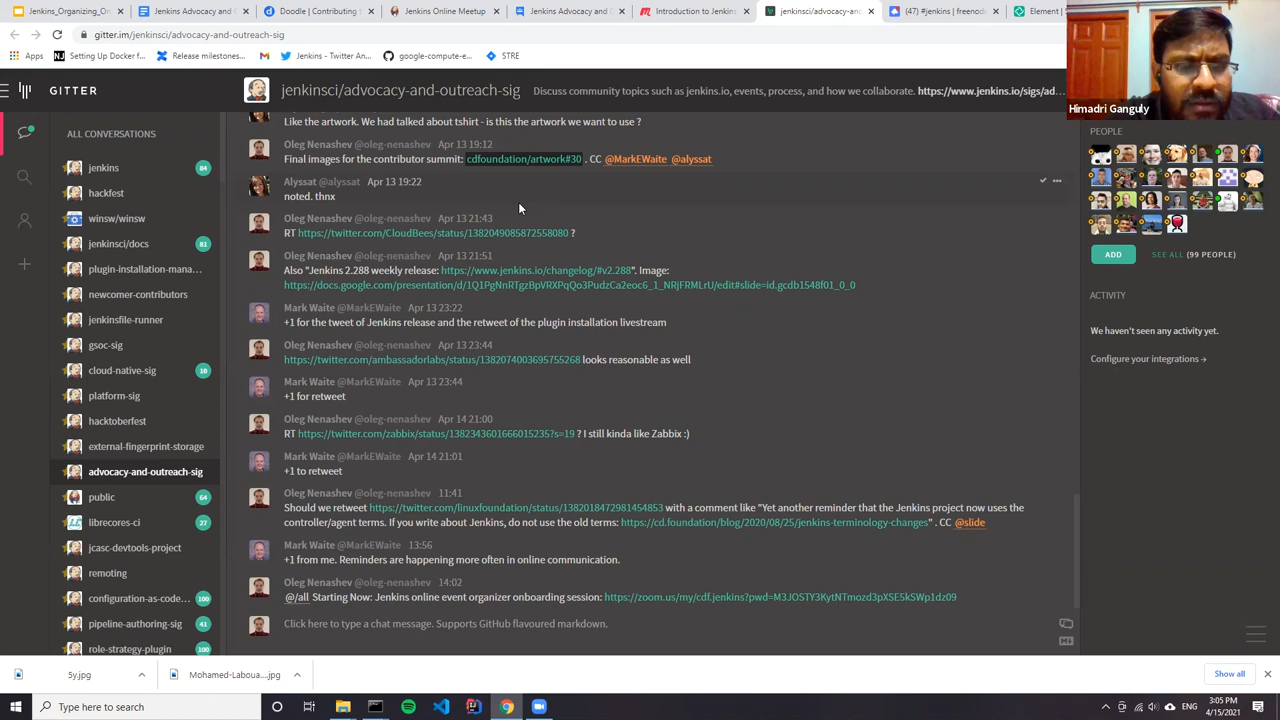 Jenkins_Organizing_Don
Doodle | Contributing
Jenkins Online Meetup -
Jenkins Advocacy and C
Introduction to Jenkins
jenkinsci/advocacy-and-
(47) #jenkins | freenode
Element |
gitter.im/jenkinsci/advocacy-and-outreach-sig
Apps
Setting Up Docker f...
Release milestones...
Jenkins - Twitter An...
google-compute-e...
STRE
GITTER
jenkinsci/advocacy-and-outreach-sig
Discuss community topics such as jenkins.io, events, process, and how we collaborate. https://www.jenkins.io/sigs/ad...
Himadri Ganguly
ALL CONVERSATIONS
jenkins 84
hackfest
winsw/winsw
jenkinsci/docs 81
plugin-installation-mana...
newcomer-contributors
jenkinsfile-runner
gsoc-sig
cloud-native-sig 10
platform-sig
hacktoberfest
external-fingerprint-storage
advocacy-and-outreach-sig
public 64
librecores-ci 27
jcasc-devtools-project
remoting
configuration-as-code... 100
pipeline-authoring-sig 41
role-strategy-plugin 100
Like the artwork. We had talked about tshirt - is this the artwork we want to use ?
Oleg Nenashev @oleg-nenashev Apr 13 19:12
Final images for the contributor summit: cdfoundation/artwork#30 . CC @MarkEWaite @alyssat
Alyssat @alyssat Apr 13 19:22
noted. thnx
Oleg Nenashev @oleg-nenashev Apr 13 21:43
RT https://twitter.com/CloudBees/status/1382049085872558080 ?
Oleg Nenashev @oleg-nenashev Apr 13 21:51
Also "Jenkins 2.288 weekly release: https://www.jenkins.io/changelog/#v2.288". Image:
https://docs.google.com/presentation/d/1Q1PgNnRTgzBpVRXPqQo3PudzCa2eoc6_1_NRjFRMLrU/edit#slide=id.gcdb1548f01_0_0
Mark Waite @MarkEWaite Apr 13 23:22
+1 for the tweet of Jenkins release and the retweet of the plugin installation livestream
Oleg Nenashev @oleg-nenashev Apr 13 23:44
https://twitter.com/ambassadorlabs/status/1382074003695755268 looks reasonable as well
Mark Waite @MarkEWaite Apr 13 23:44
+1 for retweet
Oleg Nenashev @oleg-nenashev Apr 14 21:00
RT https://twitter.com/zabbix/status/1382343601666015235?s=19 ? I still kinda like Zabbix :)
Mark Waite @MarkEWaite Apr 14 21:01
+1 to retweet
Oleg Nenashev @oleg-nenashev 11:41
Should we retweet https://twitter.com/linuxfoundation/status/1382018472981454853 with a comment like "Yet another reminder that the Jenkins project now uses the
controller/agent terms. If you write about Jenkins, do not use the old terms: https://cd.foundation/blog/2020/08/25/jenkins-terminology-changes" . CC @slide
Mark Waite @MarkEWaite 13:56
+1 from me. Reminders are happening more often in online communication.
Oleg Nenashev @oleg-nenashev 14:02
@/all Starting Now: Jenkins online event organizer onboarding session: https://zoom.us/my/cdf.jenkins?pwd=M3JOSTY3KytNTmozd3pXSE5kSWp1dz09
Click here to type a chat message. Supports GitHub flavoured markdown.
PEOPLE
ADD
SEE ALL (99 PEOPLE)
ACTIVITY
We haven't seen any activity yet.
Configure your integrations →
5y.jpg
Mohamed-Laboua....jpg
Show all
Type here to search
3:05 PM
4/15/2021